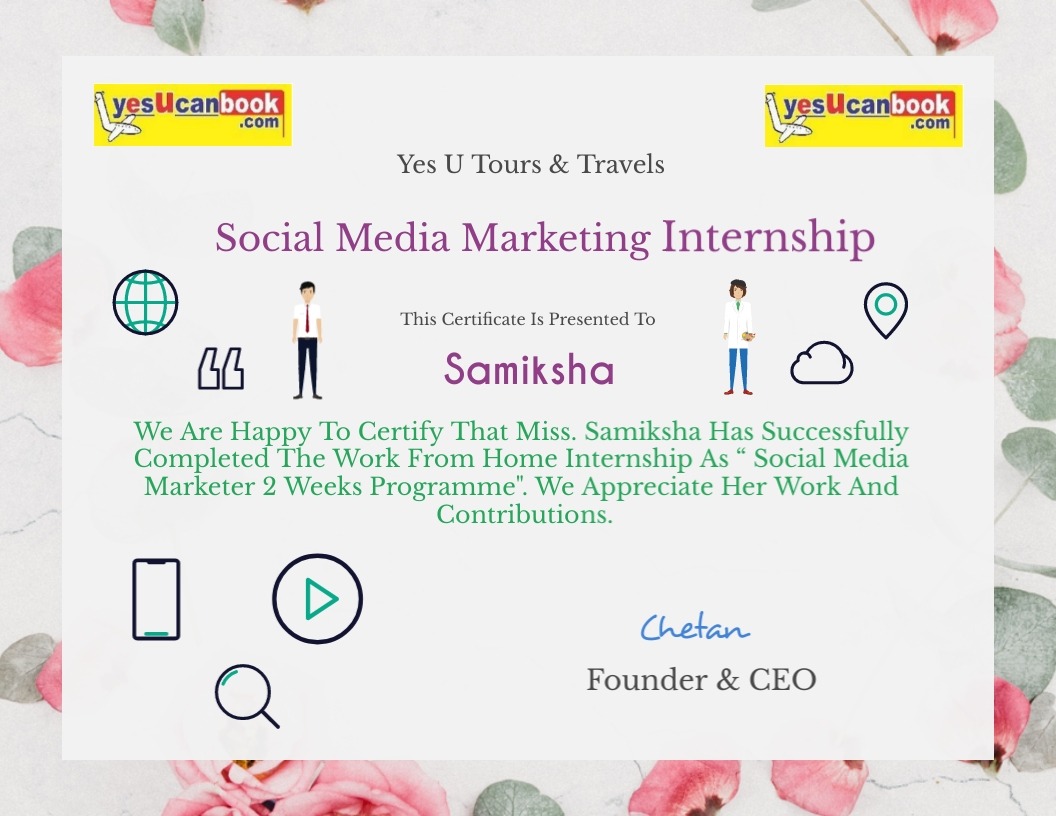 yesUcanbook
.com
yesUcanbook
.com
Yes U Tours & Travels
Social Media Marketing Internship
This Certificate Is Presented To
Samiksha
We Are Happy To Certify That Miss. Samiksha Has Successfully
Completed The Work From Home Internship As “ Social Media
Marketer 2 Weeks Programme". We Appreciate Her Work And
Contributions.
Chetan
Founder & CEO